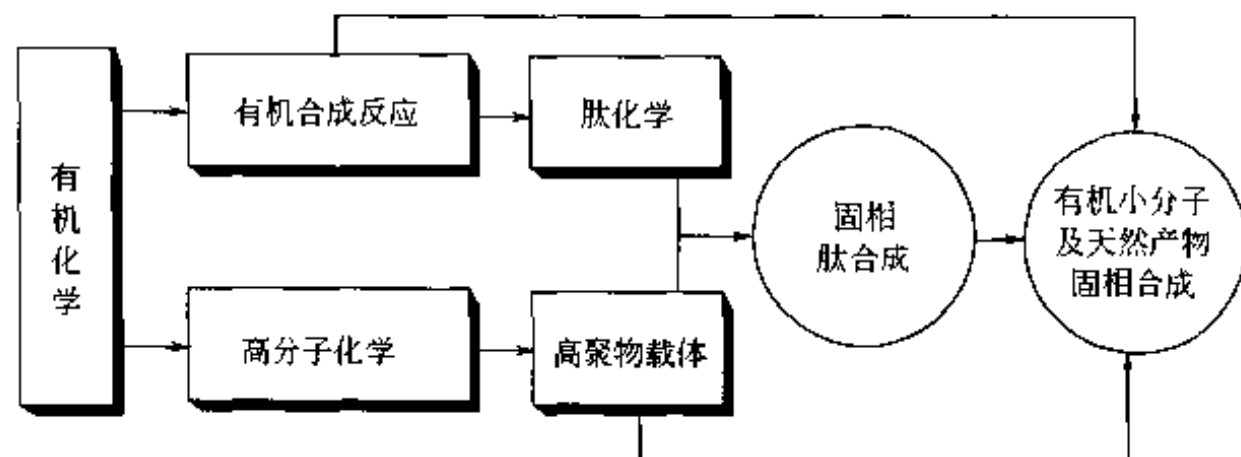 有机化学
有机合成反应
肽化学
高分子化学
高聚物载体
固相
肽合成
有机小分子
及天然产物
固相合成